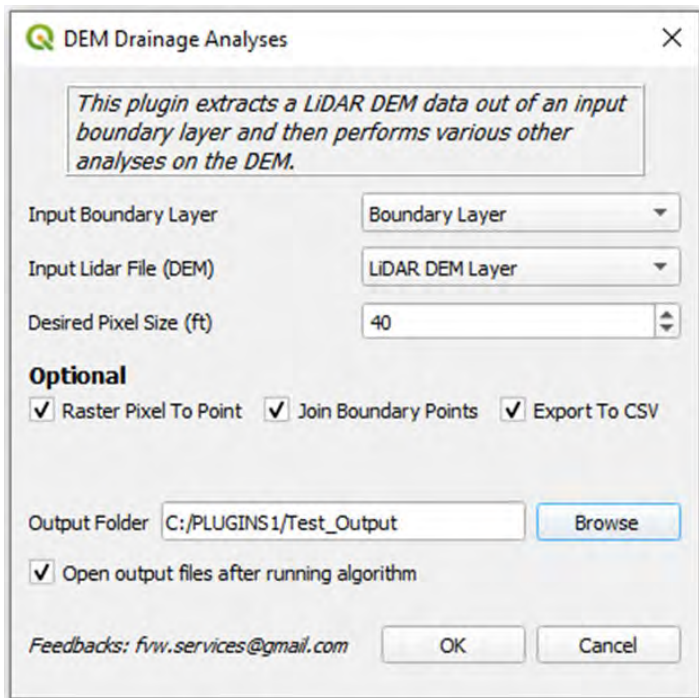 DEM Drainage Analyses
This plugin extracts a LiDAR DEM data out of an input
boundary layer and then performs various other
analyses on the DEM.
Input Boundary Layer Boundary Layer
Input Lidar File (DEM) LiDAR DEM Layer
Desired Pixel Size (ft) 40
Optional
Raster Pixel To Point Join Boundary Points Export To CSV
Output Folder C:/PLUGINS1/Test_Output Browse
Open output files after running algorithm
Feedbacks: fvw.services@gmail.com OK Cancel